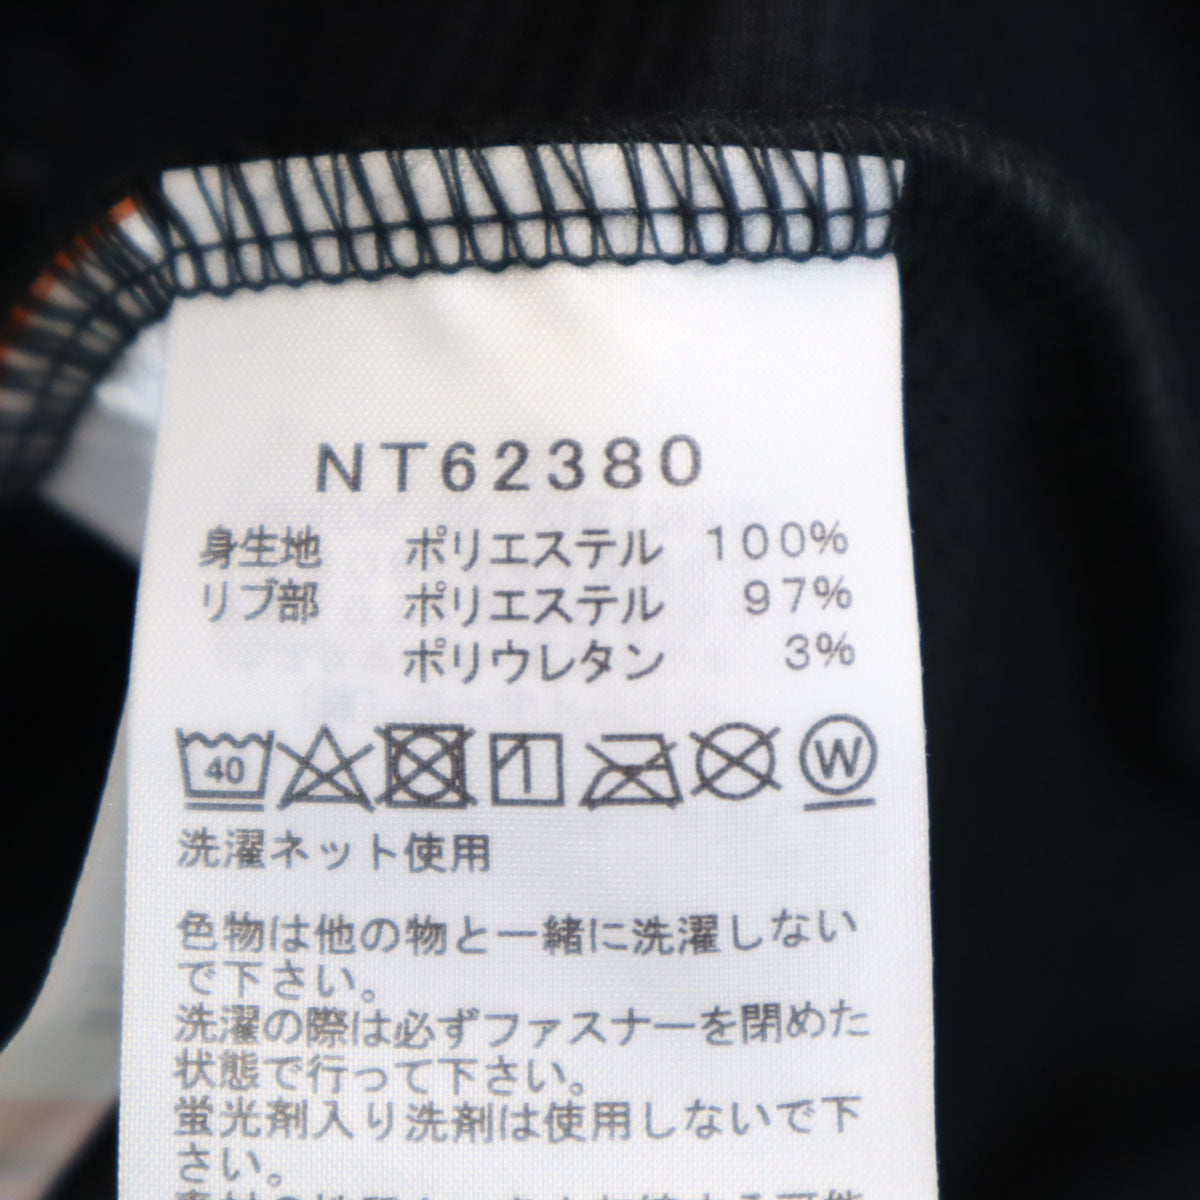 NT62380
身生地 ポリエステル 100%
リブ部 ポリエステル 97%
ポリウレタン 3%
40 W
洗濯ネット使用
色物は他の物と一緒に洗濯しない
で下さい。
洗濯の際は必ずファスナーを閉めた
状態で行って下さい。
蛍光剤入り洗剤は使用しないで下
さい。